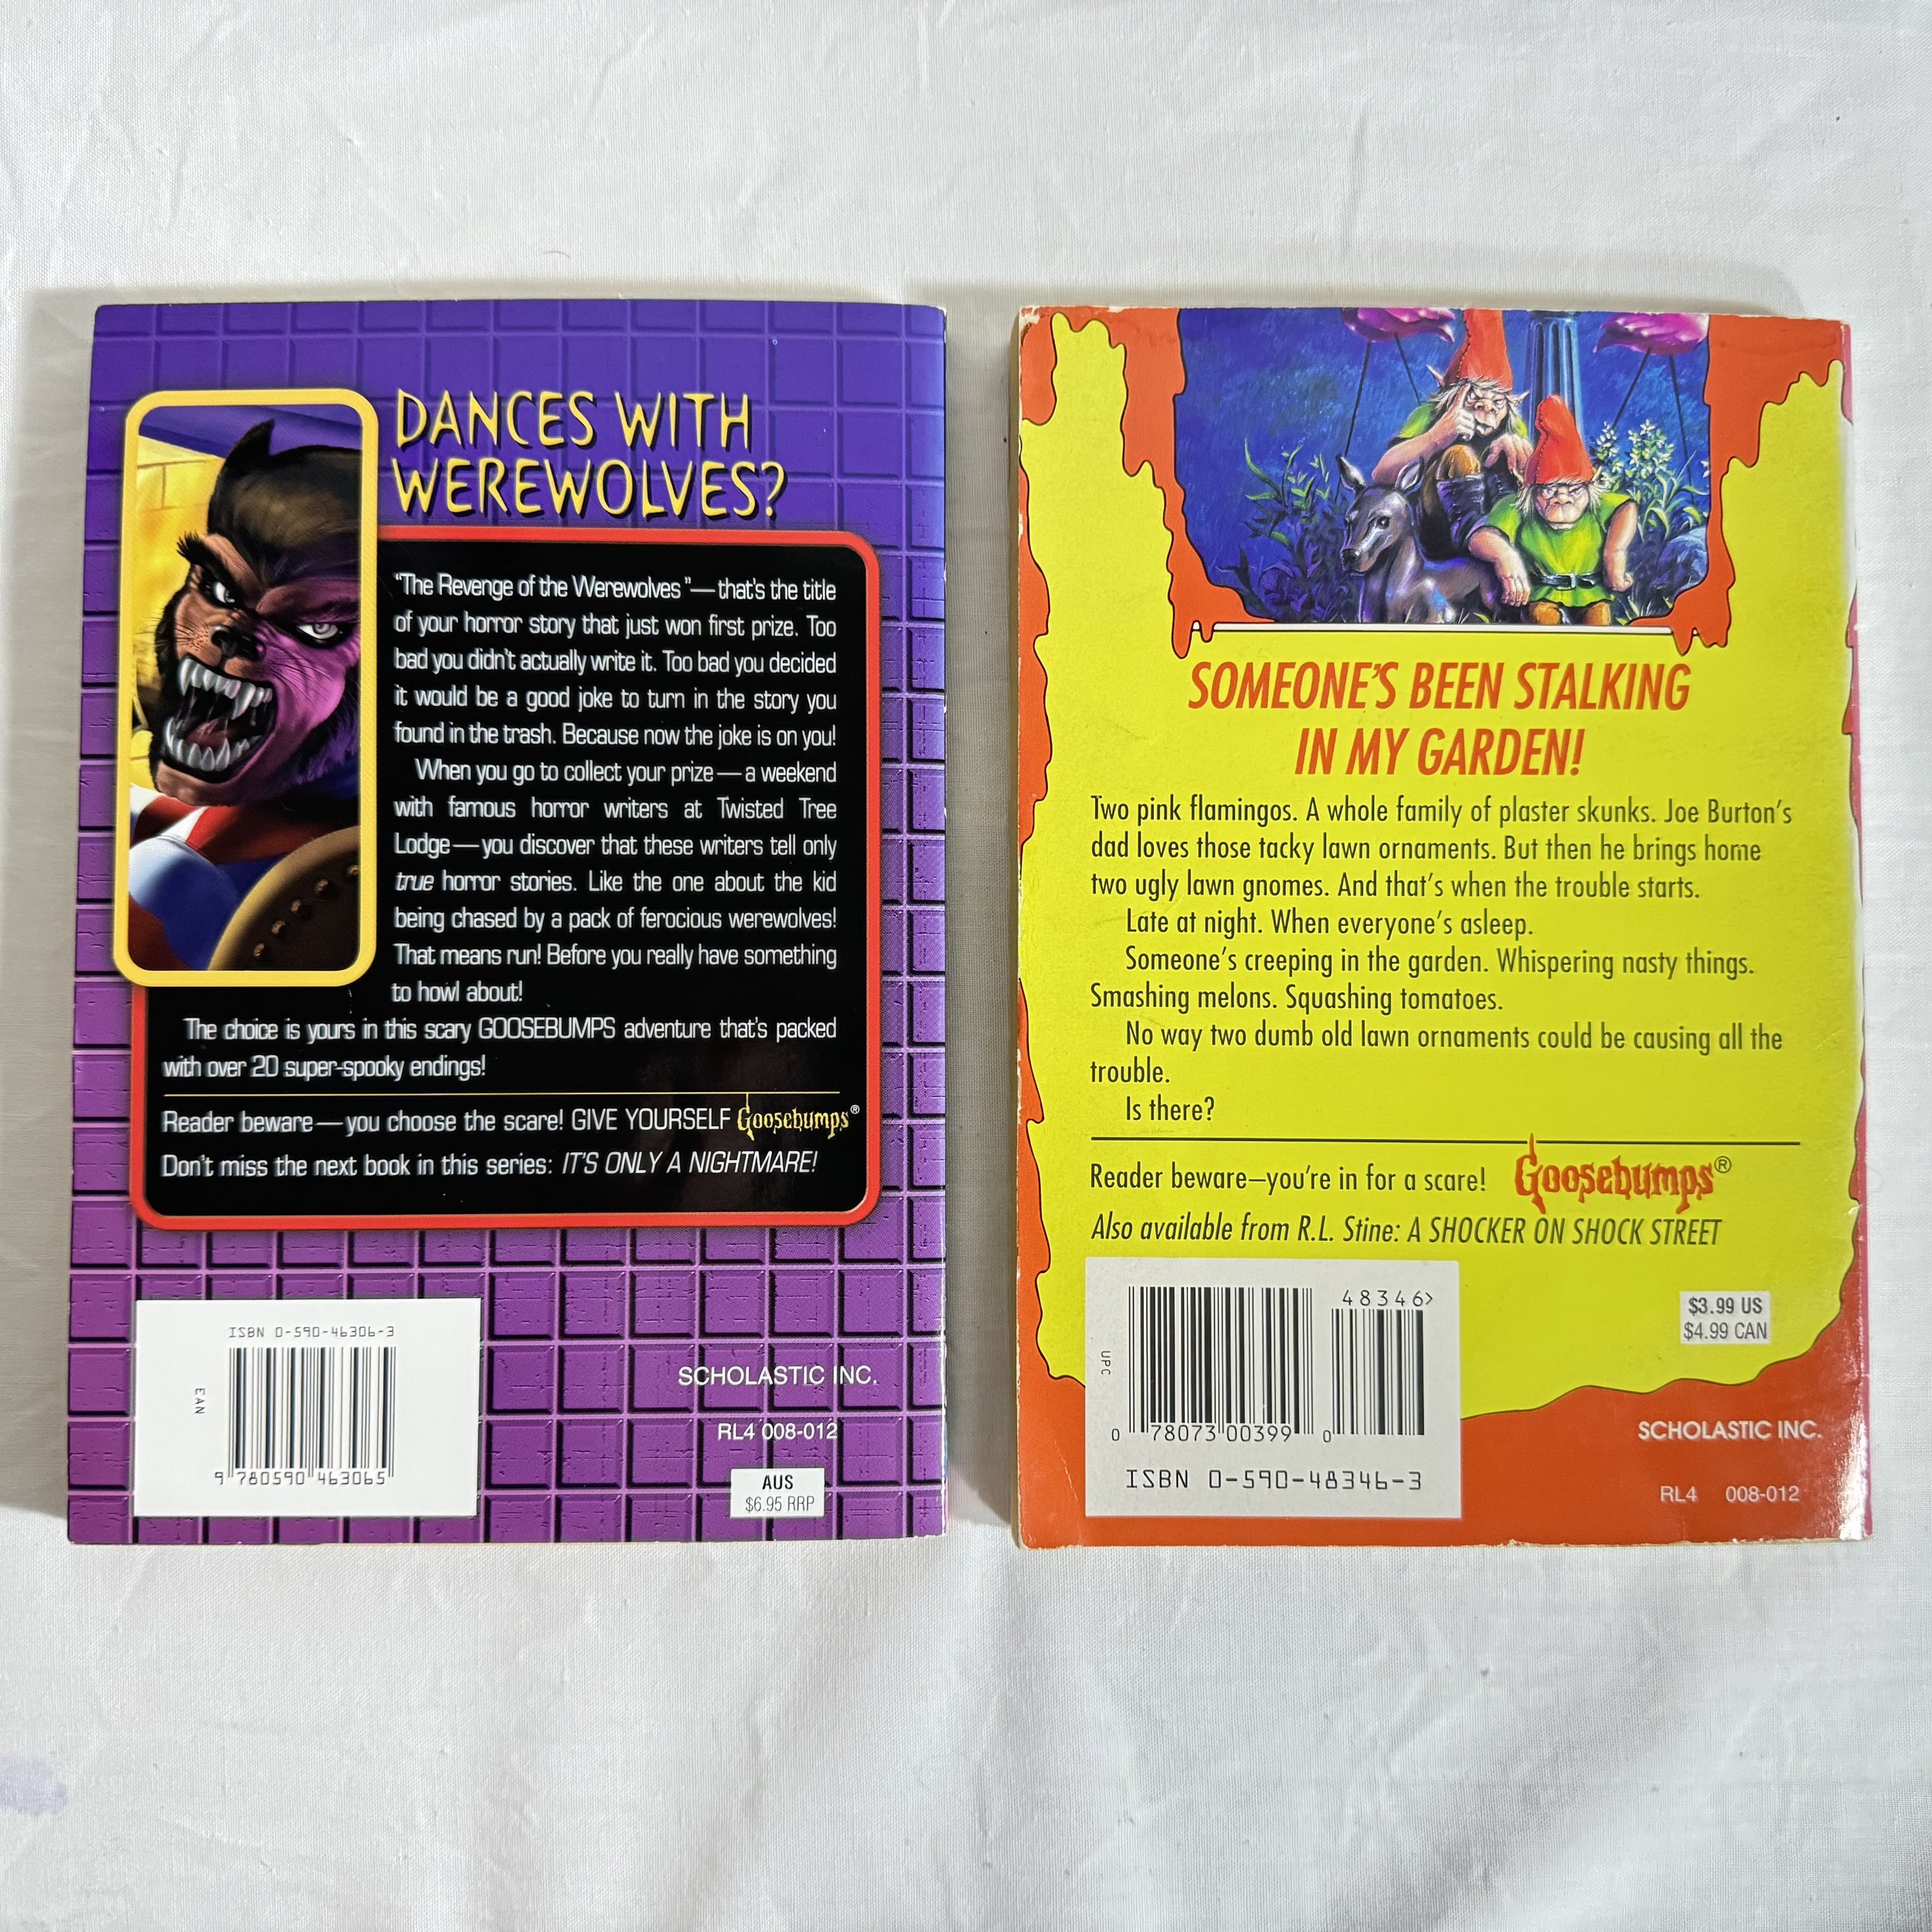 DANCES WITH
WEREWOLVES?
"The Revenge of the Werewolves"—that's the title
of your horror story that just won first prize. Too
bad you didn't actually write it. Too bad you decided
it would be a good joke to turn in the story you
found in the trash. Because now the joke is on you!
When you go to collect your prize—a weekend
with famous horror writers at Twisted Tree
Lodge—you discover that these writers tell only
true horror stories. Like the one about the kid
being chased by a pack of ferocious werewolves!
That means run! Before you really have something
to howl about!
The choice is yours in this scary GOOSEBUMPS adventure that's packed
with over 20 super-spooky endings!
Reader beware—you choose the scare! GIVE YOURSELF Goosebumps®
Don't miss the next book in this series: IT'S ONLY A NIGHTMARE!
ISBN 0-590-46306-3
EAN
9 780590 463065
SCHOLASTIC INC.
RL4 008-012
AUS
$6.95 RRP
SOMEONE'S BEEN STALKING
IN MY GARDEN!
Two pink flamingos. A whole family of plaster skunks. Joe Burton's
dad loves those tacky lawn ornaments. But then he brings home
two ugly lawn gnomes. And that's when the trouble starts.
Late at night. When everyone's asleep.
Someone's creeping in the garden. Whispering nasty things.
Smashing melons. Squashing tomatoes.
No way two dumb old lawn ornaments could be causing all the
trouble.
Is there?
Reader beware—you're in for a scare! Goosebumps®
Also available from R.L. Stine: A SHOCKER ON SHOCK STREET
48346>
UPC
0 78073 00399 0
ISBN 0-590-48346-3
$3.99 US
$4.99 CAN
SCHOLASTIC INC.
RL4 008-012